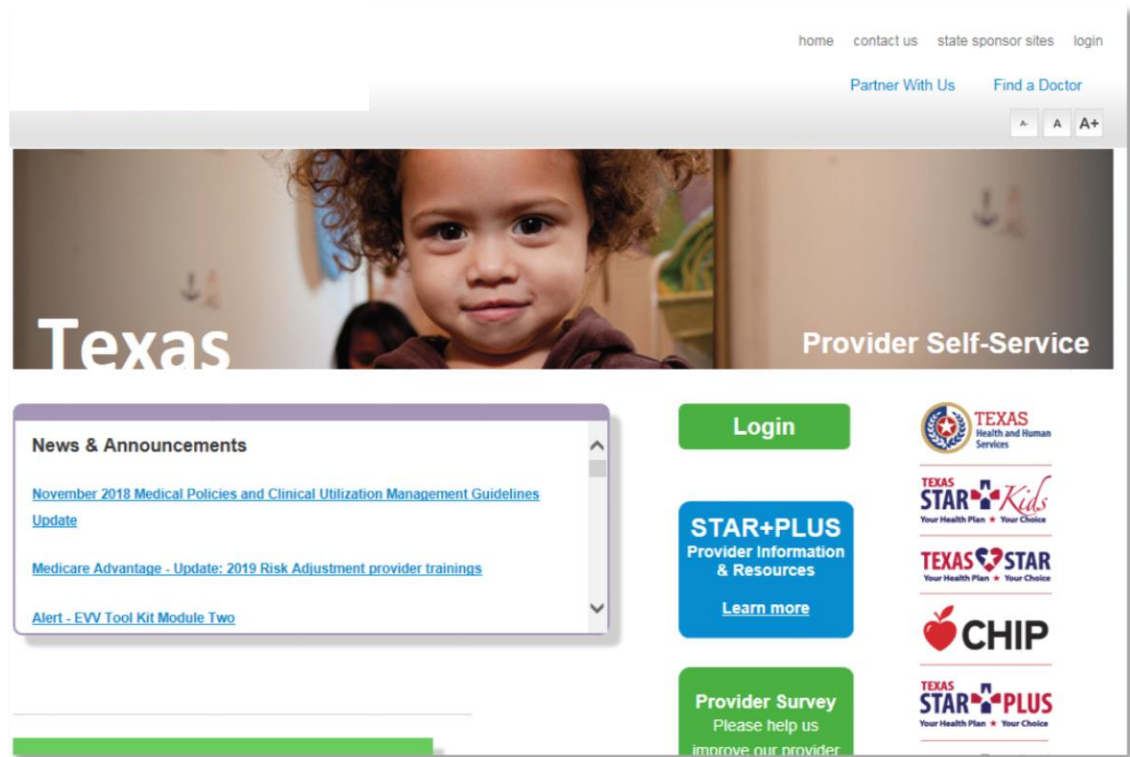 home contact us state sponsor sites login
Partner With Us Find a Doctor
A- A A+
Texas
Provider Self-Service
News & Announcements
November 2018 Medical Policies and Clinical Utilization Management Guidelines
Update
Medicare Advantage - Update: 2019 Risk Adjustment provider trainings
Alert - EVV Tool Kit Module Two
Login
STAR+PLUS
Provider Information
& Resources
Learn more
Provider Survey
Please help us
improve our provider
TEXAS
Health and Human
Services
TEXAS
STAR Kids
Your Health Plan ★ Your Choice
TEXAS STAR
Your Health Plan ★ Your Choice
CHIP
TEXAS
STAR PLUS
Your Health Plan ★ Your Choice